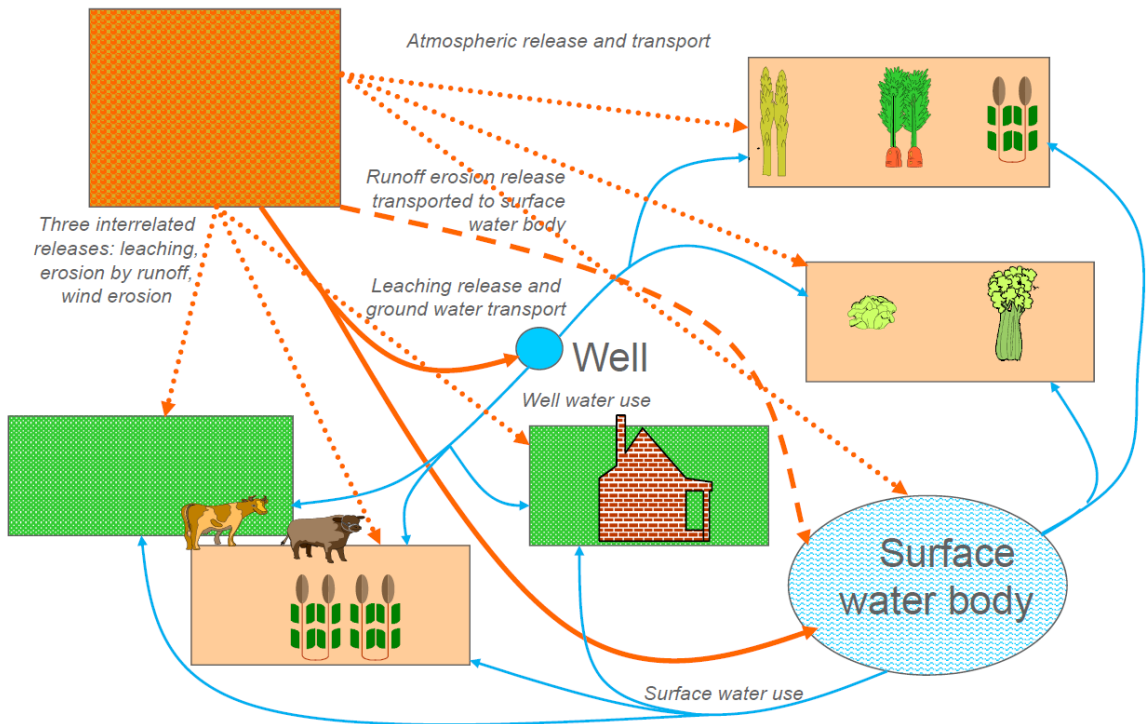 Atmospheric release and transport
Runoff erosion release
transported to surface
water body
Three interrelated
releases: leaching,
erosion by runoff,
wind erosion
Leaching release and
ground water transport
Well
Well water use
Surface
water body
Surface water use